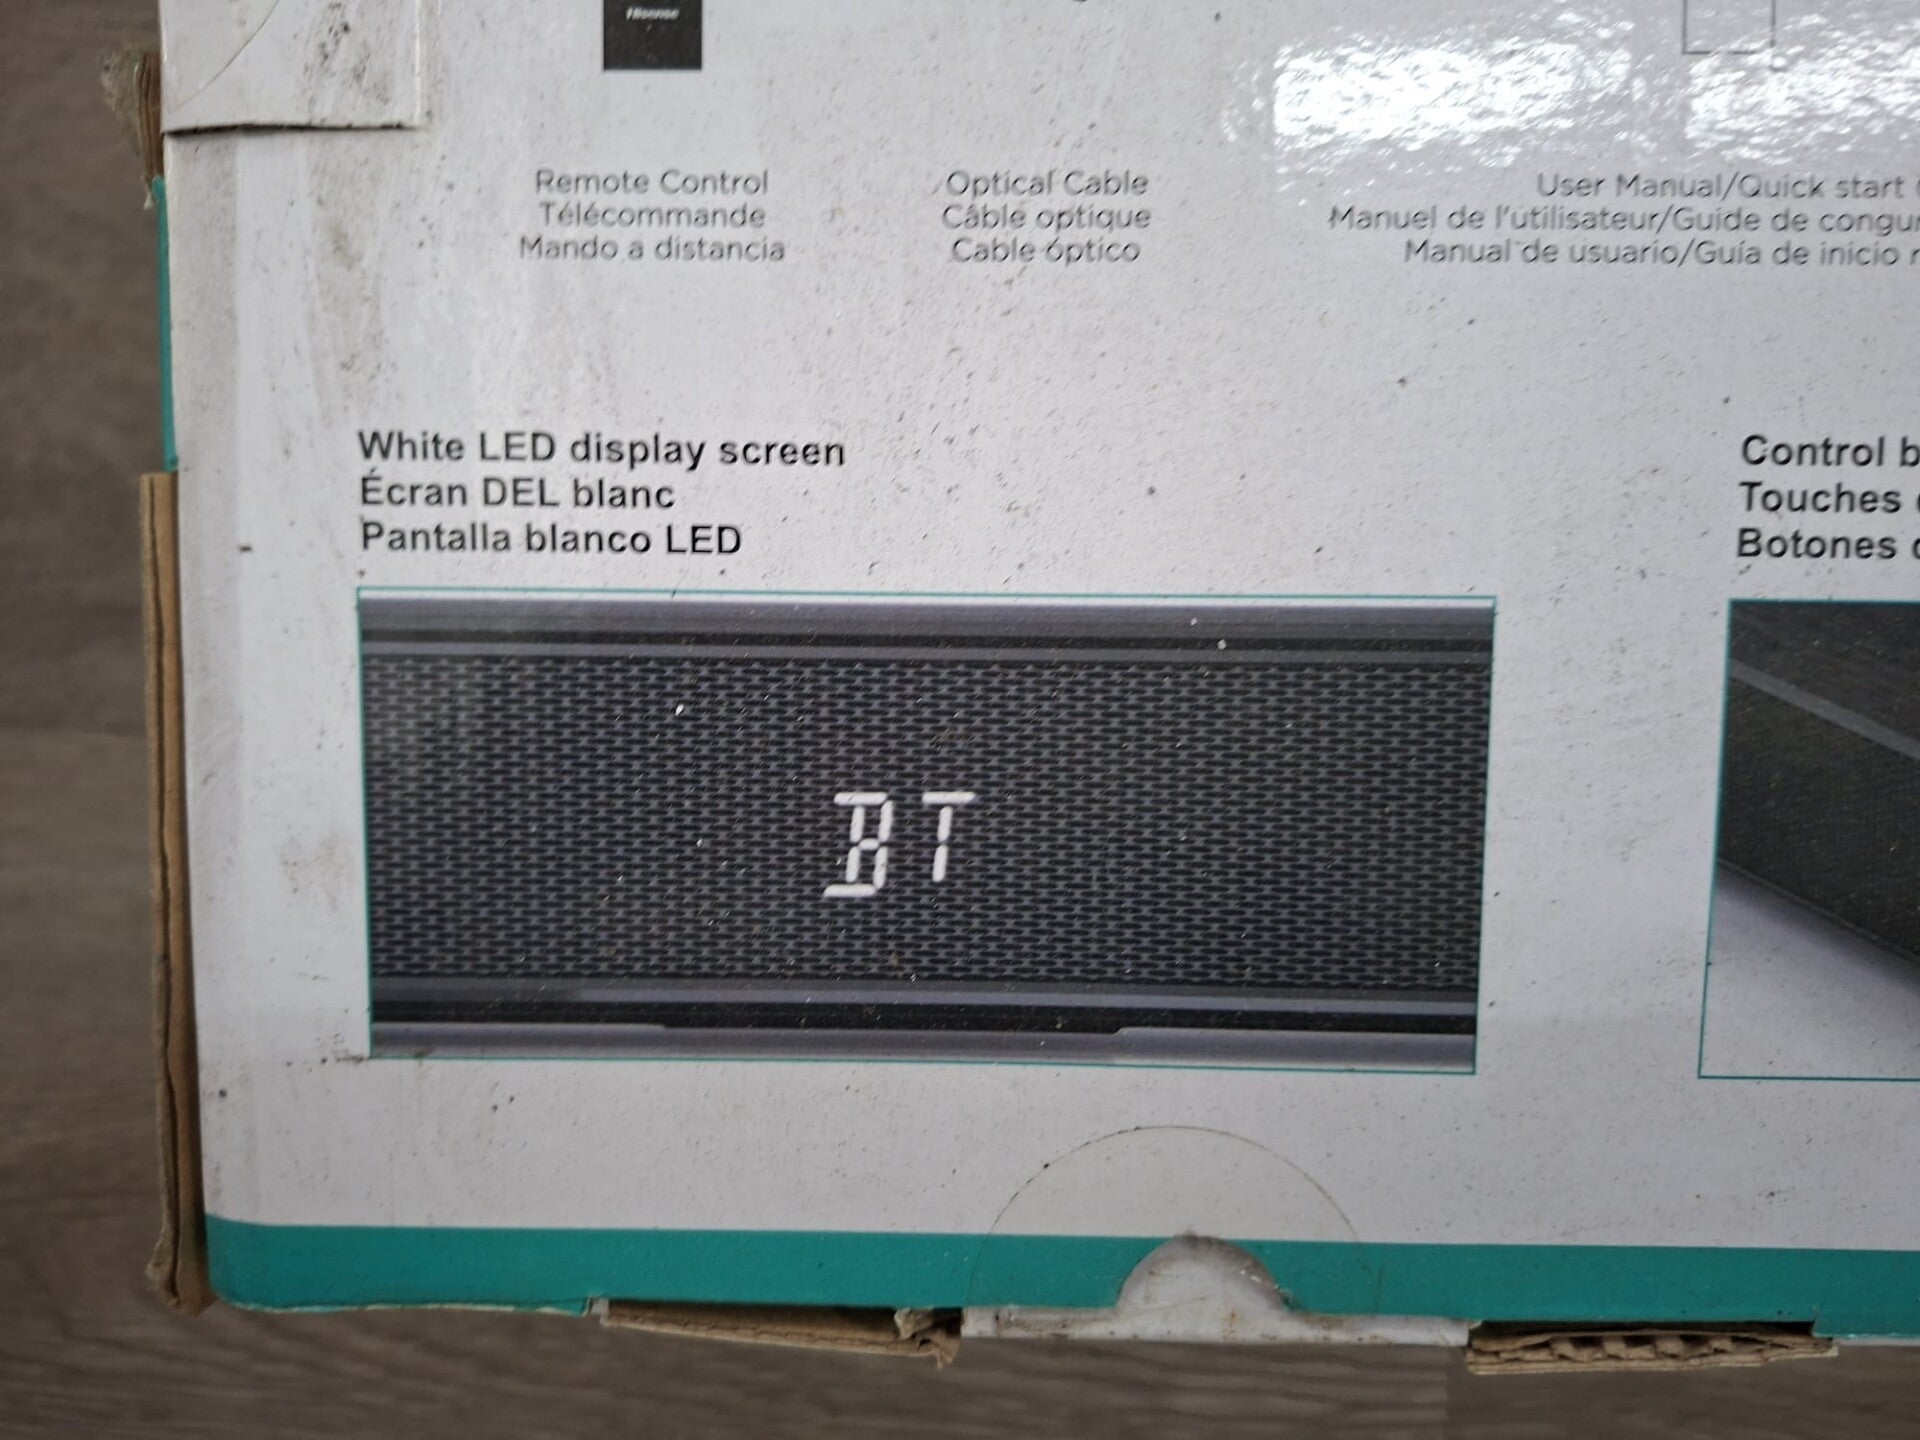 Hisense
Remote Control
Télécommande
Mando a distancia
Optical Cable
Câble optique
Cable óptico
User Manual/Quick start
Manuel de l'utilisateur/Guide de
Manual de usuario/Guía de inicio
White LED display screen
Écran DEL blanc
Pantalla blanco LED
Control
Touches
Botones
BT